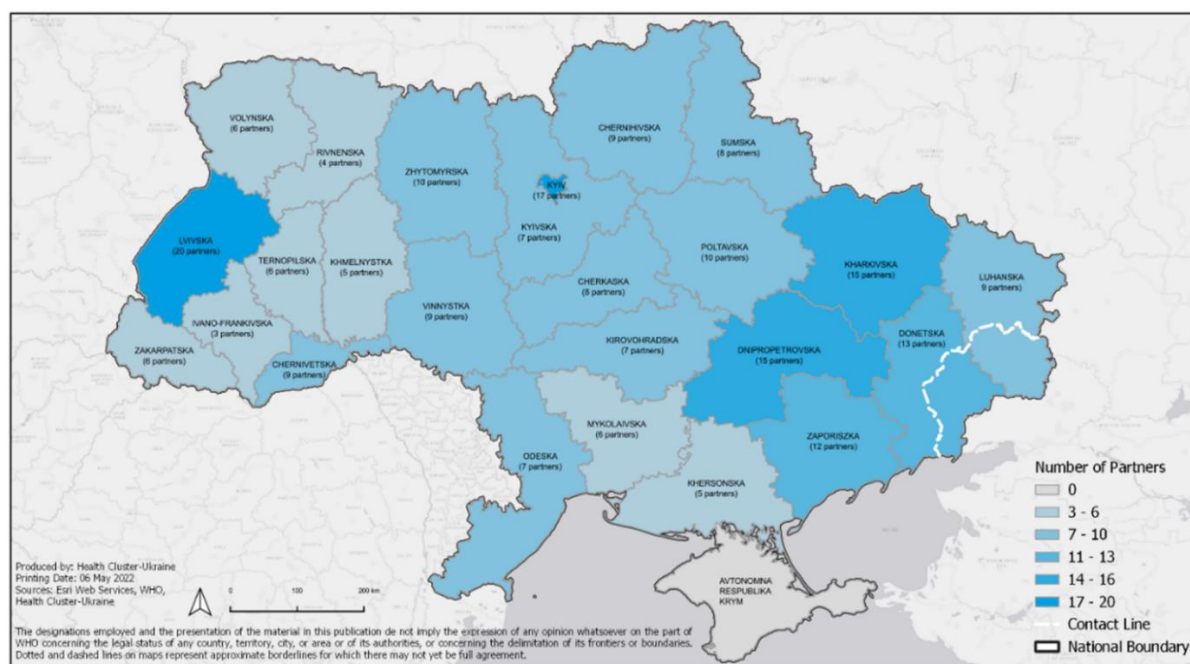 VOLYNSKA
(6 partners)
RIVNENSKA
(4 partners)
ZHYTOMYRSKA
(10 partners)
CHERNIHIVSKA
(9 partners)
SUMSKA
(8 partners)
KYIV
(17 partners)
KYIVSKA
(7 partners)
LVIVSKA
(20 partners)
TERNOPILSKA
(6 partners)
KHMELNYSTKA
(5 partners)
POLTAVSKA
(10 partners)
KHARKIVSKA
(15 partners)
LUHANSKA
9 partners)
CHERKASKA
(8 partners)
VINNYSTKA
(9 partners)
IVANO-FRANKIVSKA
(3 partners)
ZAKARPATSKA
(6 partners)
CHERNIVETSKA
(9 partners)
KIROVOHRADSKA
(7 partners)
DNIPROPETROVSKA
(15 partners)
DONETSKA
(13 partners)
MYKOLAIVSKA
(6 partners)
ZAPORISZKA
(12 partners)
ODESKA
(7 partners)
KHERSONSKA
(5 partners)
AVTONOMNA
RESPUBLIKA
KRYM
Number of Partners
0
3 - 6
7 - 10
11 - 13
14 - 16
17 - 20
Contact Line
National Boundary
Produced by: Health Cluster-Ukraine
Printing Date: 06 May 2022
Sources: Esri Web Services, WHO,
Health Cluster-Ukraine
0 100 200 km
The designations employed and the presentation of the material in this publication do not imply the expression of any opinion whatsoever on the part of
WHO concerning the legal status of any country, territory, city, or area or of its authorities, or concerning the delimitation of its frontiers or boundaries.
Dotted and dashed lines on maps represent approximate borderlines for which there may not yet be full agreement.